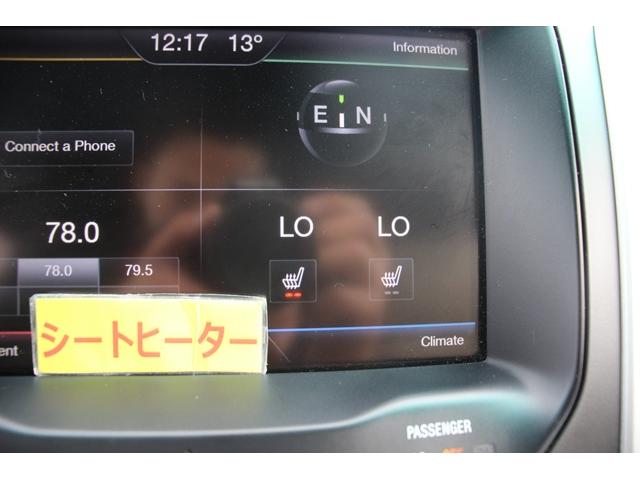 12:17 13°
Information
E N
Connect a Phone
78.0
LO LO
78.0 79.5
シートヒーター
Climate
PASSENGER